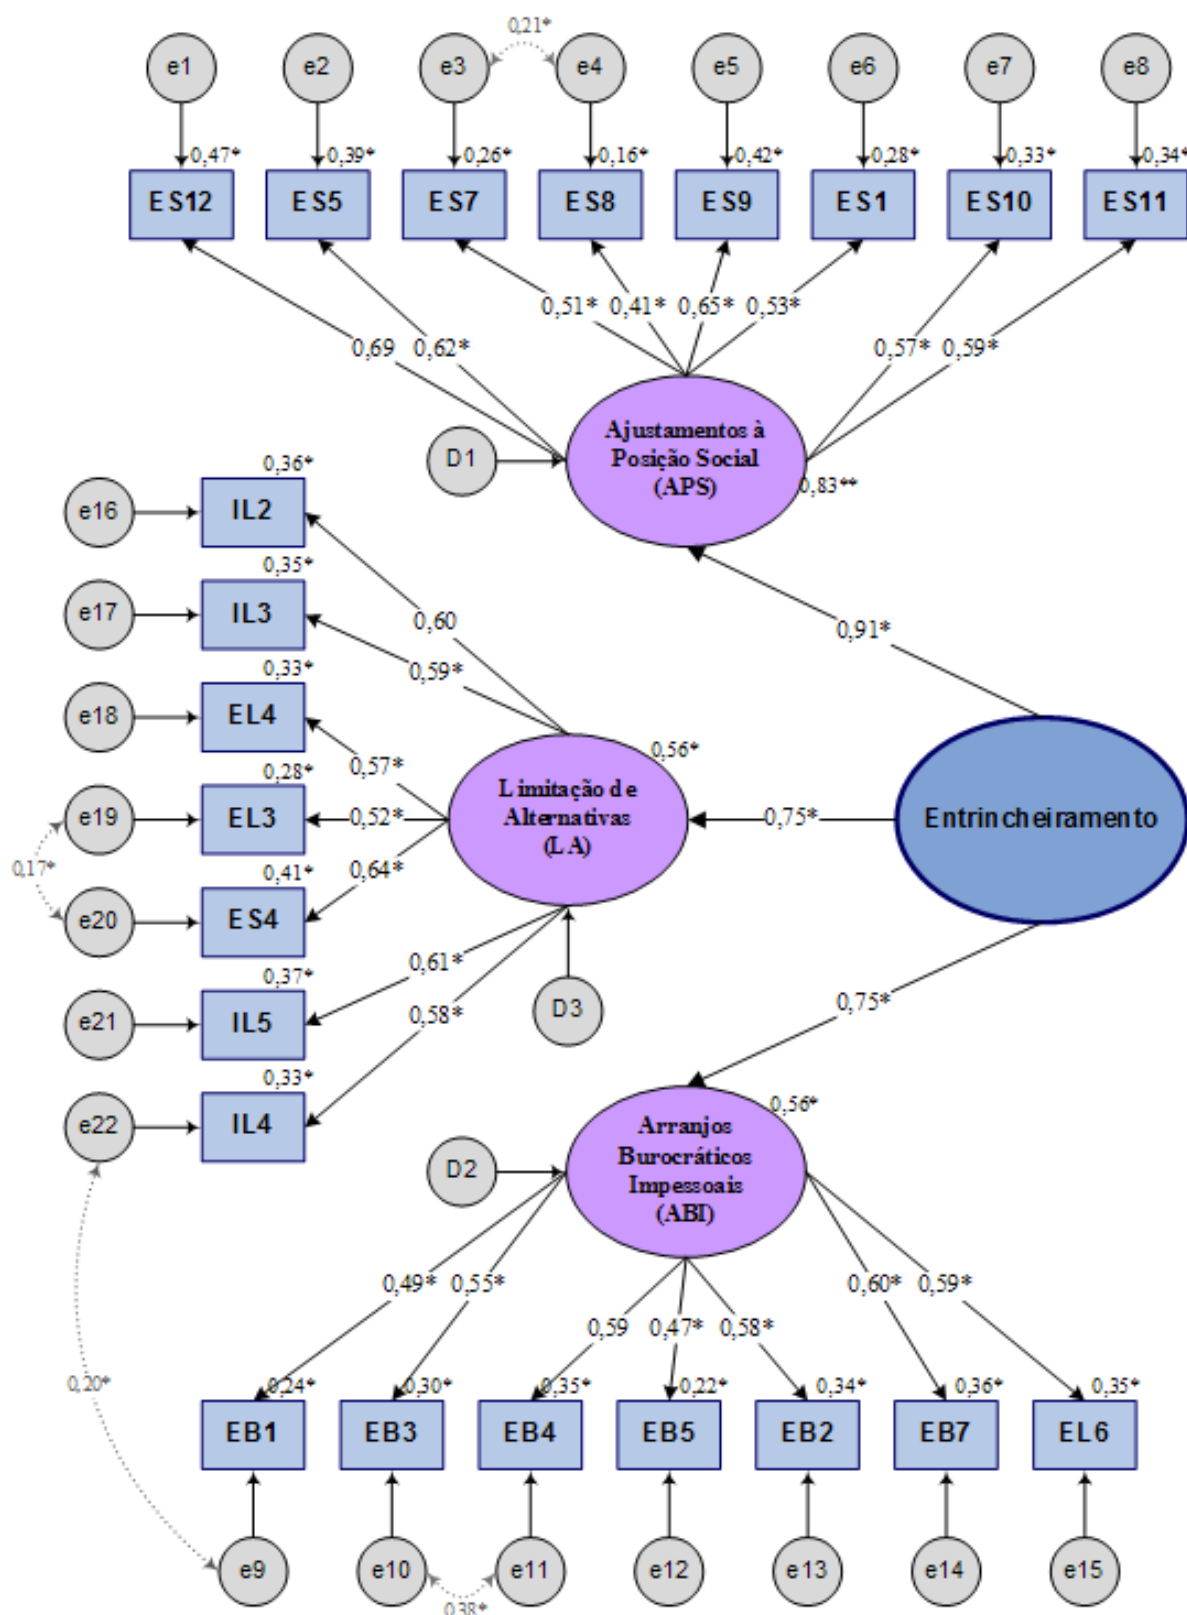 0,21*
e1 e2 e3 e4 e5 e6 e7 e8
0,47* 0,39* 0,26* 0,16* 0,42* 0,28* 0,33* 0,34*
ES12 ES5 ES7 ES8 ES9 ES1 ES10 ES11
0,51* 0,41* 0,65* 0,53*
0,69 0,62* 0,57* 0,59*
Ajustamentos à
Posição Social
(APS)
D1
0,83**
0,36*
e16 IL2
0,35*
e17 IL3
0,60
0,91*
0,59*
0,33*
e18 EL4
0,56*
0,57*
0,28*
Limitação de
Alternativas
(LA)
e19 EL3
0,52*
0,75*
Entrincheiramento
0,17*
0,41*
0,64*
e20 ES4
0,37*
0,61*
e21 IL5
0,58*
D3
0,75*
0,33*
e22 IL4
0,56*
Arranjos
Burocráticos
Impessoais
(ABI)
D2
0,49* 0,55* 0,60* 0,59*
0,59 0,47* 0,58*
0,20*
0,24* 0,30* 0,35* 0,22* 0,34* 0,36* 0,35*
EB1 EB3 EB4 EB5 EB2 EB7 EL6
e9 e10 e11 e12 e13 e14 e15
0,38*